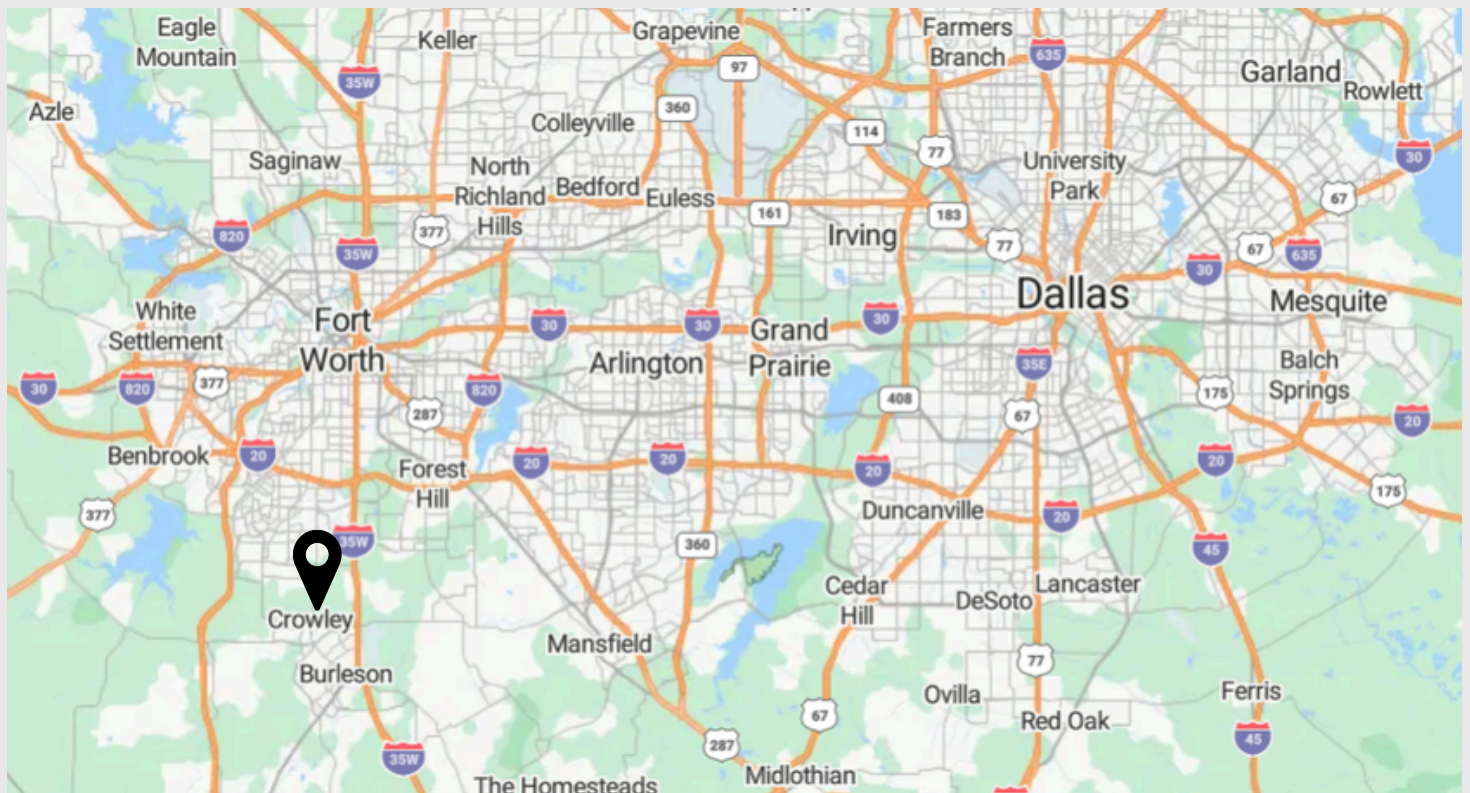 Eagle
Mountain
Keller
Grapevine
Farmers
Branch
635
97
35W
Garland
Rowlett
Azle
360
Colleyville
114
77
30
Saginaw
North
Richland
Hills
Bedford
Euless
University
Park
67
161
183
377
820
Irving
77
67
635
35W
30
Dallas
Mesquite
White
Settlement
Fort
Worth
30
30
Grand
Prairie
30
Arlington
35E
Balch
Springs
30
820
377
820
287
408
67
175
20
Benbrook
20
Forest
Hill
20
20
20
20
175
377
Duncanville
20
35W
360
45
Crowley
Cedar
Hill
Lancaster
DeSoto
Mansfield
Burleson
77
Ovilla
Ferris
67
Red Oak
287
45
35W
Midlothian
The Homesteads